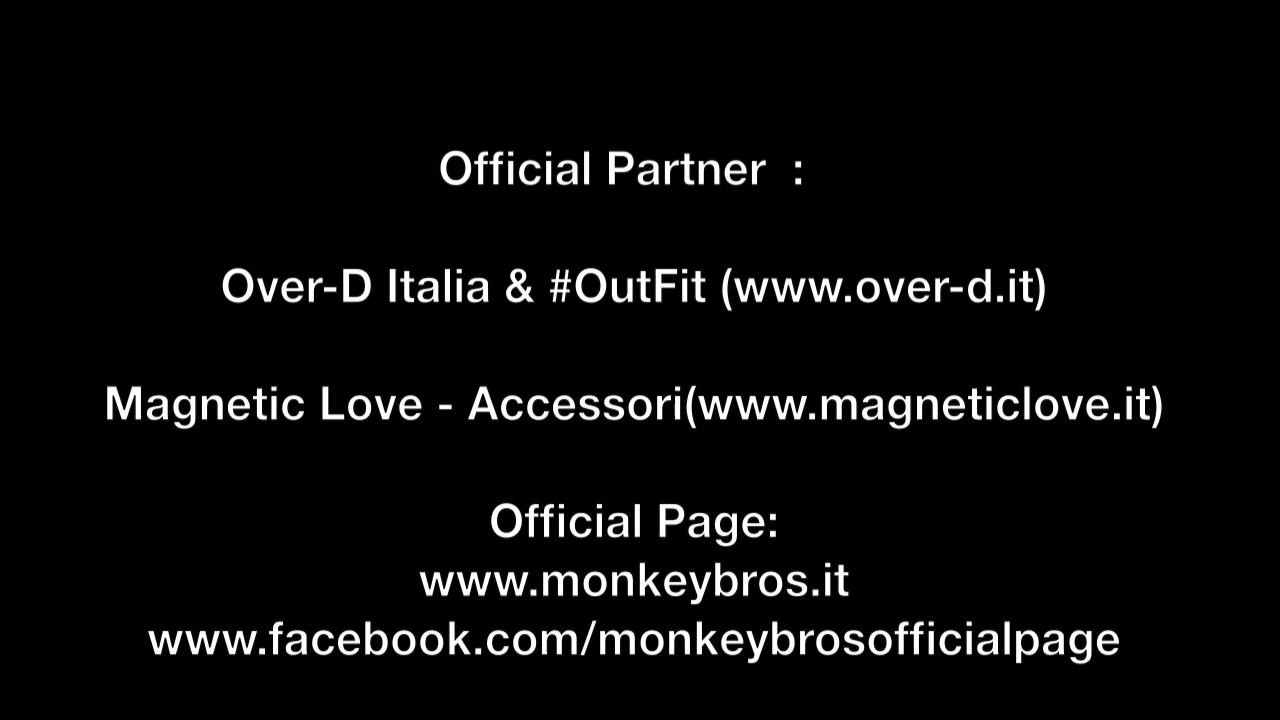 Official Partner  :
Over-D Italia & #OutFit (www.over-d.it)
Magnetic Love - Accessori(www.magneticlove.it)
Official Page:
www.monkeybros.it
www.facebook.com/monkeybrosofficialpage